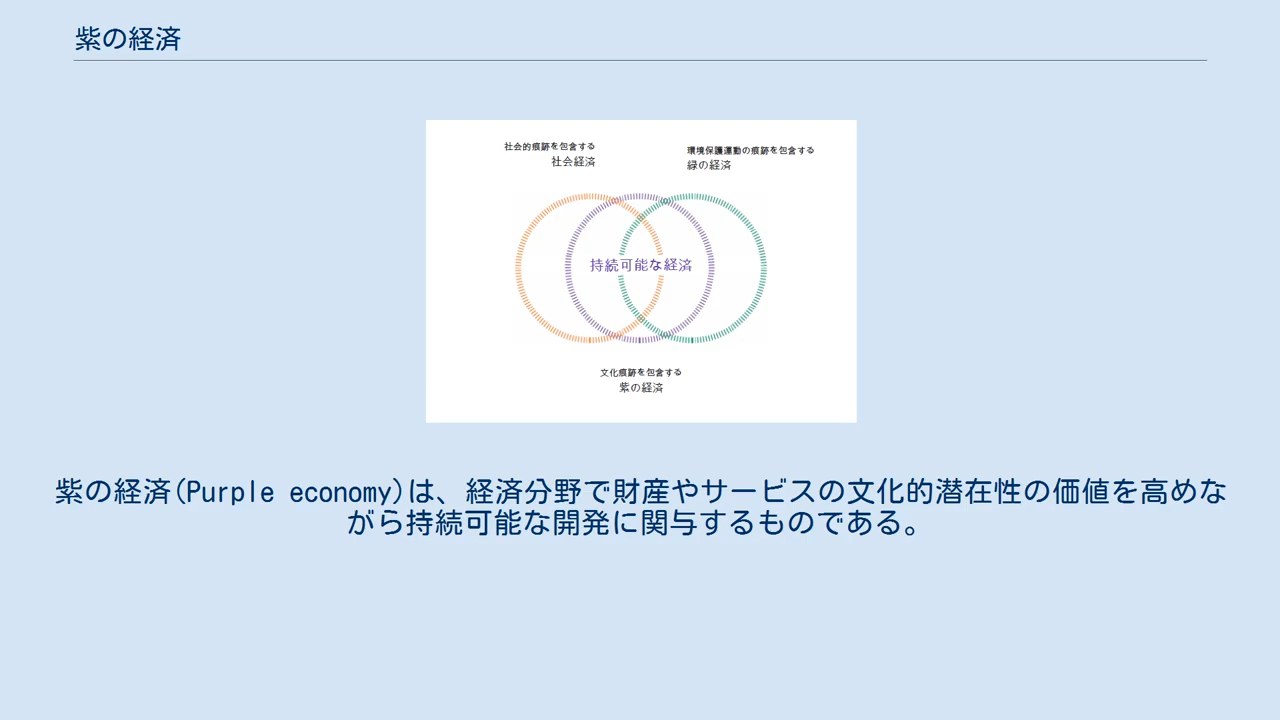 紫の経済
社会的痕跡を包含する
社会経済
環境保護運動の痕跡を包含する
緑の経済
持続可能な経済
文化痕跡を包含する
紫の経済
紫の経済(Purple economy)は、経済分野で財産やサービスの文化的潜在性の価値を高めな
がら持続可能な開発に関与するものである。